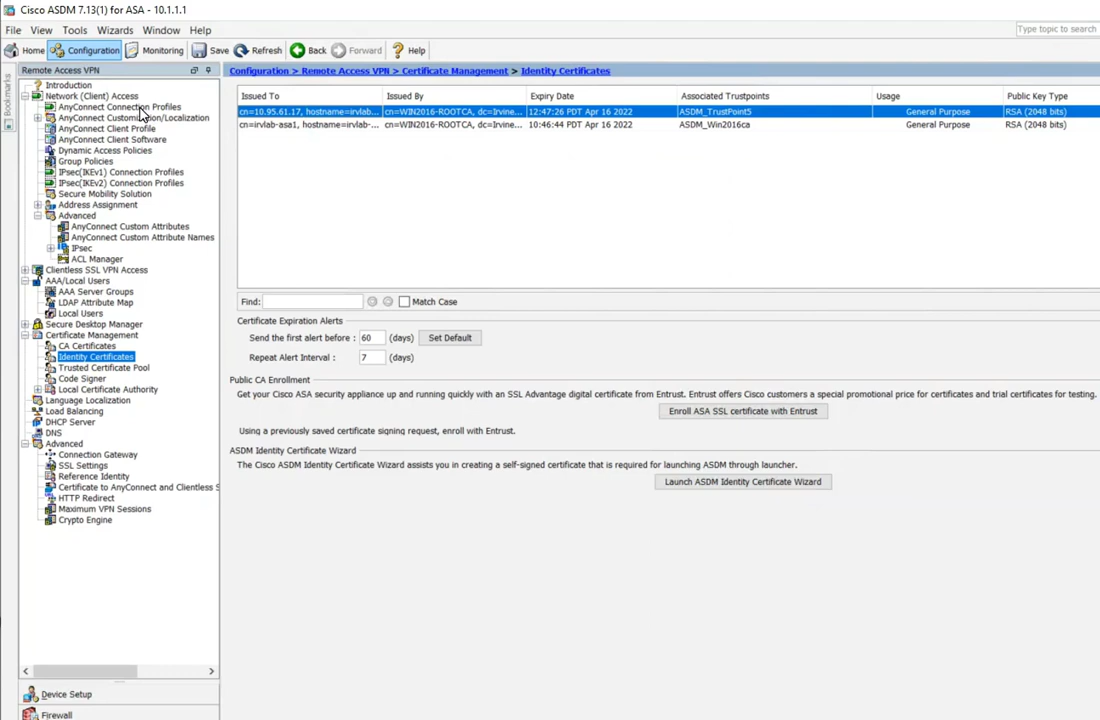 Cisco ASDM 7.13(1) for ASA - 10.1.1.1
File View Tools Wizards Window Help
Type topic to search
Home Configuration Monitoring Save Refresh Back Forward Help
Bookmarks
Remote Access VPN
Introduction
Network (Client) Access
AnyConnect Connection Profiles
AnyConnect Customization/Localization
AnyConnect Client Profile
AnyConnect Client Software
Dynamic Access Policies
Group Policies
IPsec(IKEv1) Connection Profiles
IPsec(IKEv2) Connection Profiles
Secure Mobility Solution
Address Assignment
Advanced
AnyConnect Custom Attributes
AnyConnect Custom Attribute Names
IPsec
ACL Manager
Clientless SSL VPN Access
AAA/Local Users
AAA Server Groups
LDAP Attribute Map
Local Users
Secure Desktop Manager
Certificate Management
CA Certificates
Identity Certificates
Trusted Certificate Pool
Code Signer
Local Certificate Authority
Language Localization
Load Balancing
DHCP Server
DNS
Advanced
Connection Gateway
SSL Settings
Reference Identity
Certificate to AnyConnect and Clientless S
HTTP Redirect
Maximum VPN Sessions
Crypto Engine
Device Setup
Firewall
Configuration > Remote Access VPN > Certificate Management > Identity Certificates
Issued To Issued By Expiry Date Associated Trustpoints Usage Public Key Type
cn=10.95.61.17, hostname=irvlab-... cn=WIN2016-ROOTCA, dc=Irvine... 12:47:26 PDT Apr 16 2022 ASDM_TrustPoint5 General Purpose RSA (2048 bits)
cn=irvlab-asa1, hostname=irvlab... cn=WIN2016-ROOTCA, dc=Irvine... 10:46:44 PDT Apr 16 2022 ASDM_Win2016ca General Purpose RSA (2048 bits)
Find: Match Case
Certificate Expiration Alerts
Send the first alert before : 60 (days) Set Default
Repeat Alert Interval : 7 (days)
Public CA Enrollment
Get your Cisco ASA security appliance up and running quickly with an SSL Advantage digital certificate from Entrust. Entrust offers Cisco customers a special promotional price for certificates and trial certificates for testing.
Enroll ASA SSL certificate with Entrust
Using a previously saved certificate signing request, enroll with Entrust.
ASDM Identity Certificate Wizard
The Cisco ASDM Identity Certificate Wizard assists you in creating a self-signed certificate that is required for launching ASDM through launcher.
Launch ASDM Identity Certificate Wizard